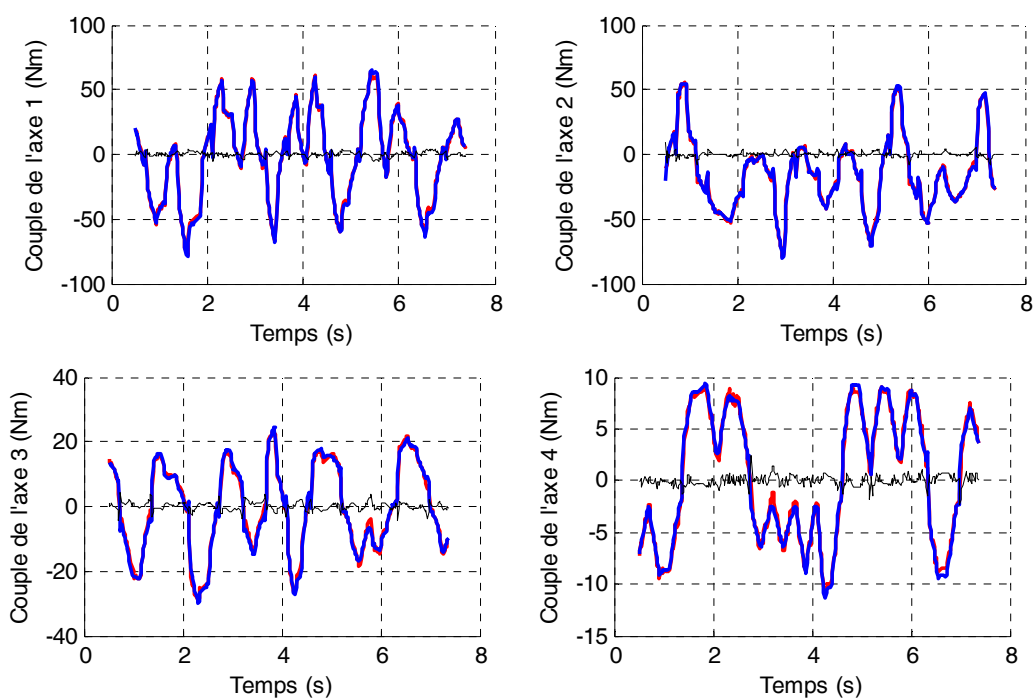 100
50
0
-50
-100
0 2 4 6 8
Couple de l'axe 1 (Nm)
Temps (s)
100
50
0
-50
-100
0 2 4 6 8
Couple de l'axe 2 (Nm)
Temps (s)
40
20
0
-20
-40
0 2 4 6 8
Couple de l'axe 3 (Nm)
Temps (s)
10
5
0
-5
-10
-15
0 2 4 6 8
Couple de l'axe 4 (Nm)
Temps (s)